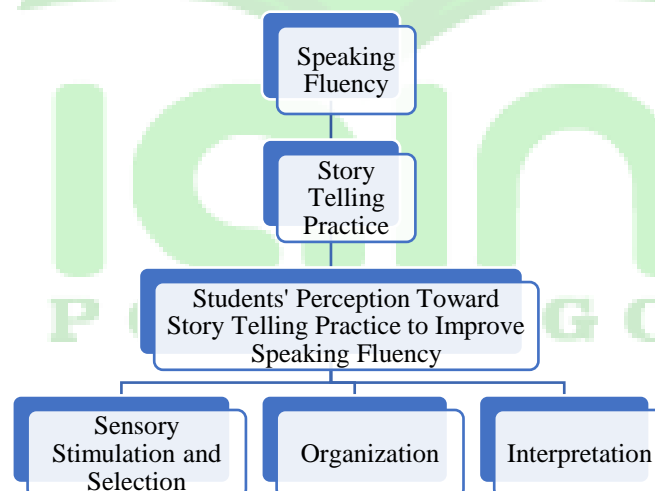 Speaking
Fluency
Story
Telling
Practice
Students' Perception Toward
Story Telling Practice to Improve
Speaking Fluency
Sensory
Stimulation and
Selection
Organization
Interpretation